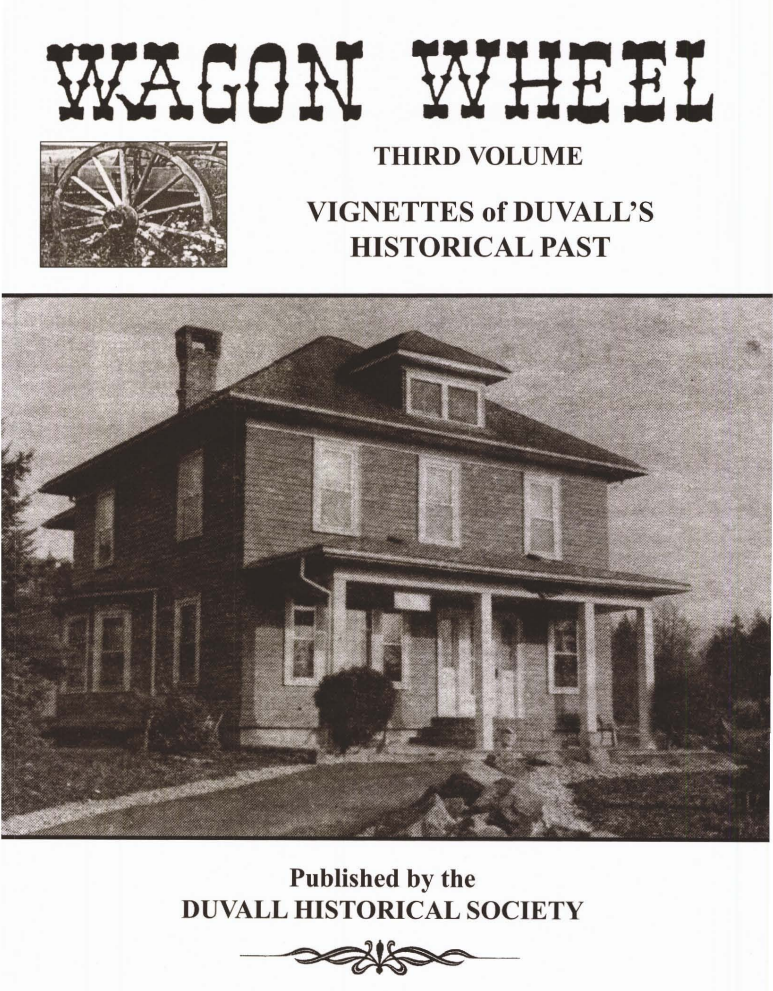 WAGON WHEEL
THIRD VOLUME
VIGNETTES of DUVALL'S
HISTORICAL PAST
Published by the
DUVALL HISTORICAL SOCIETY